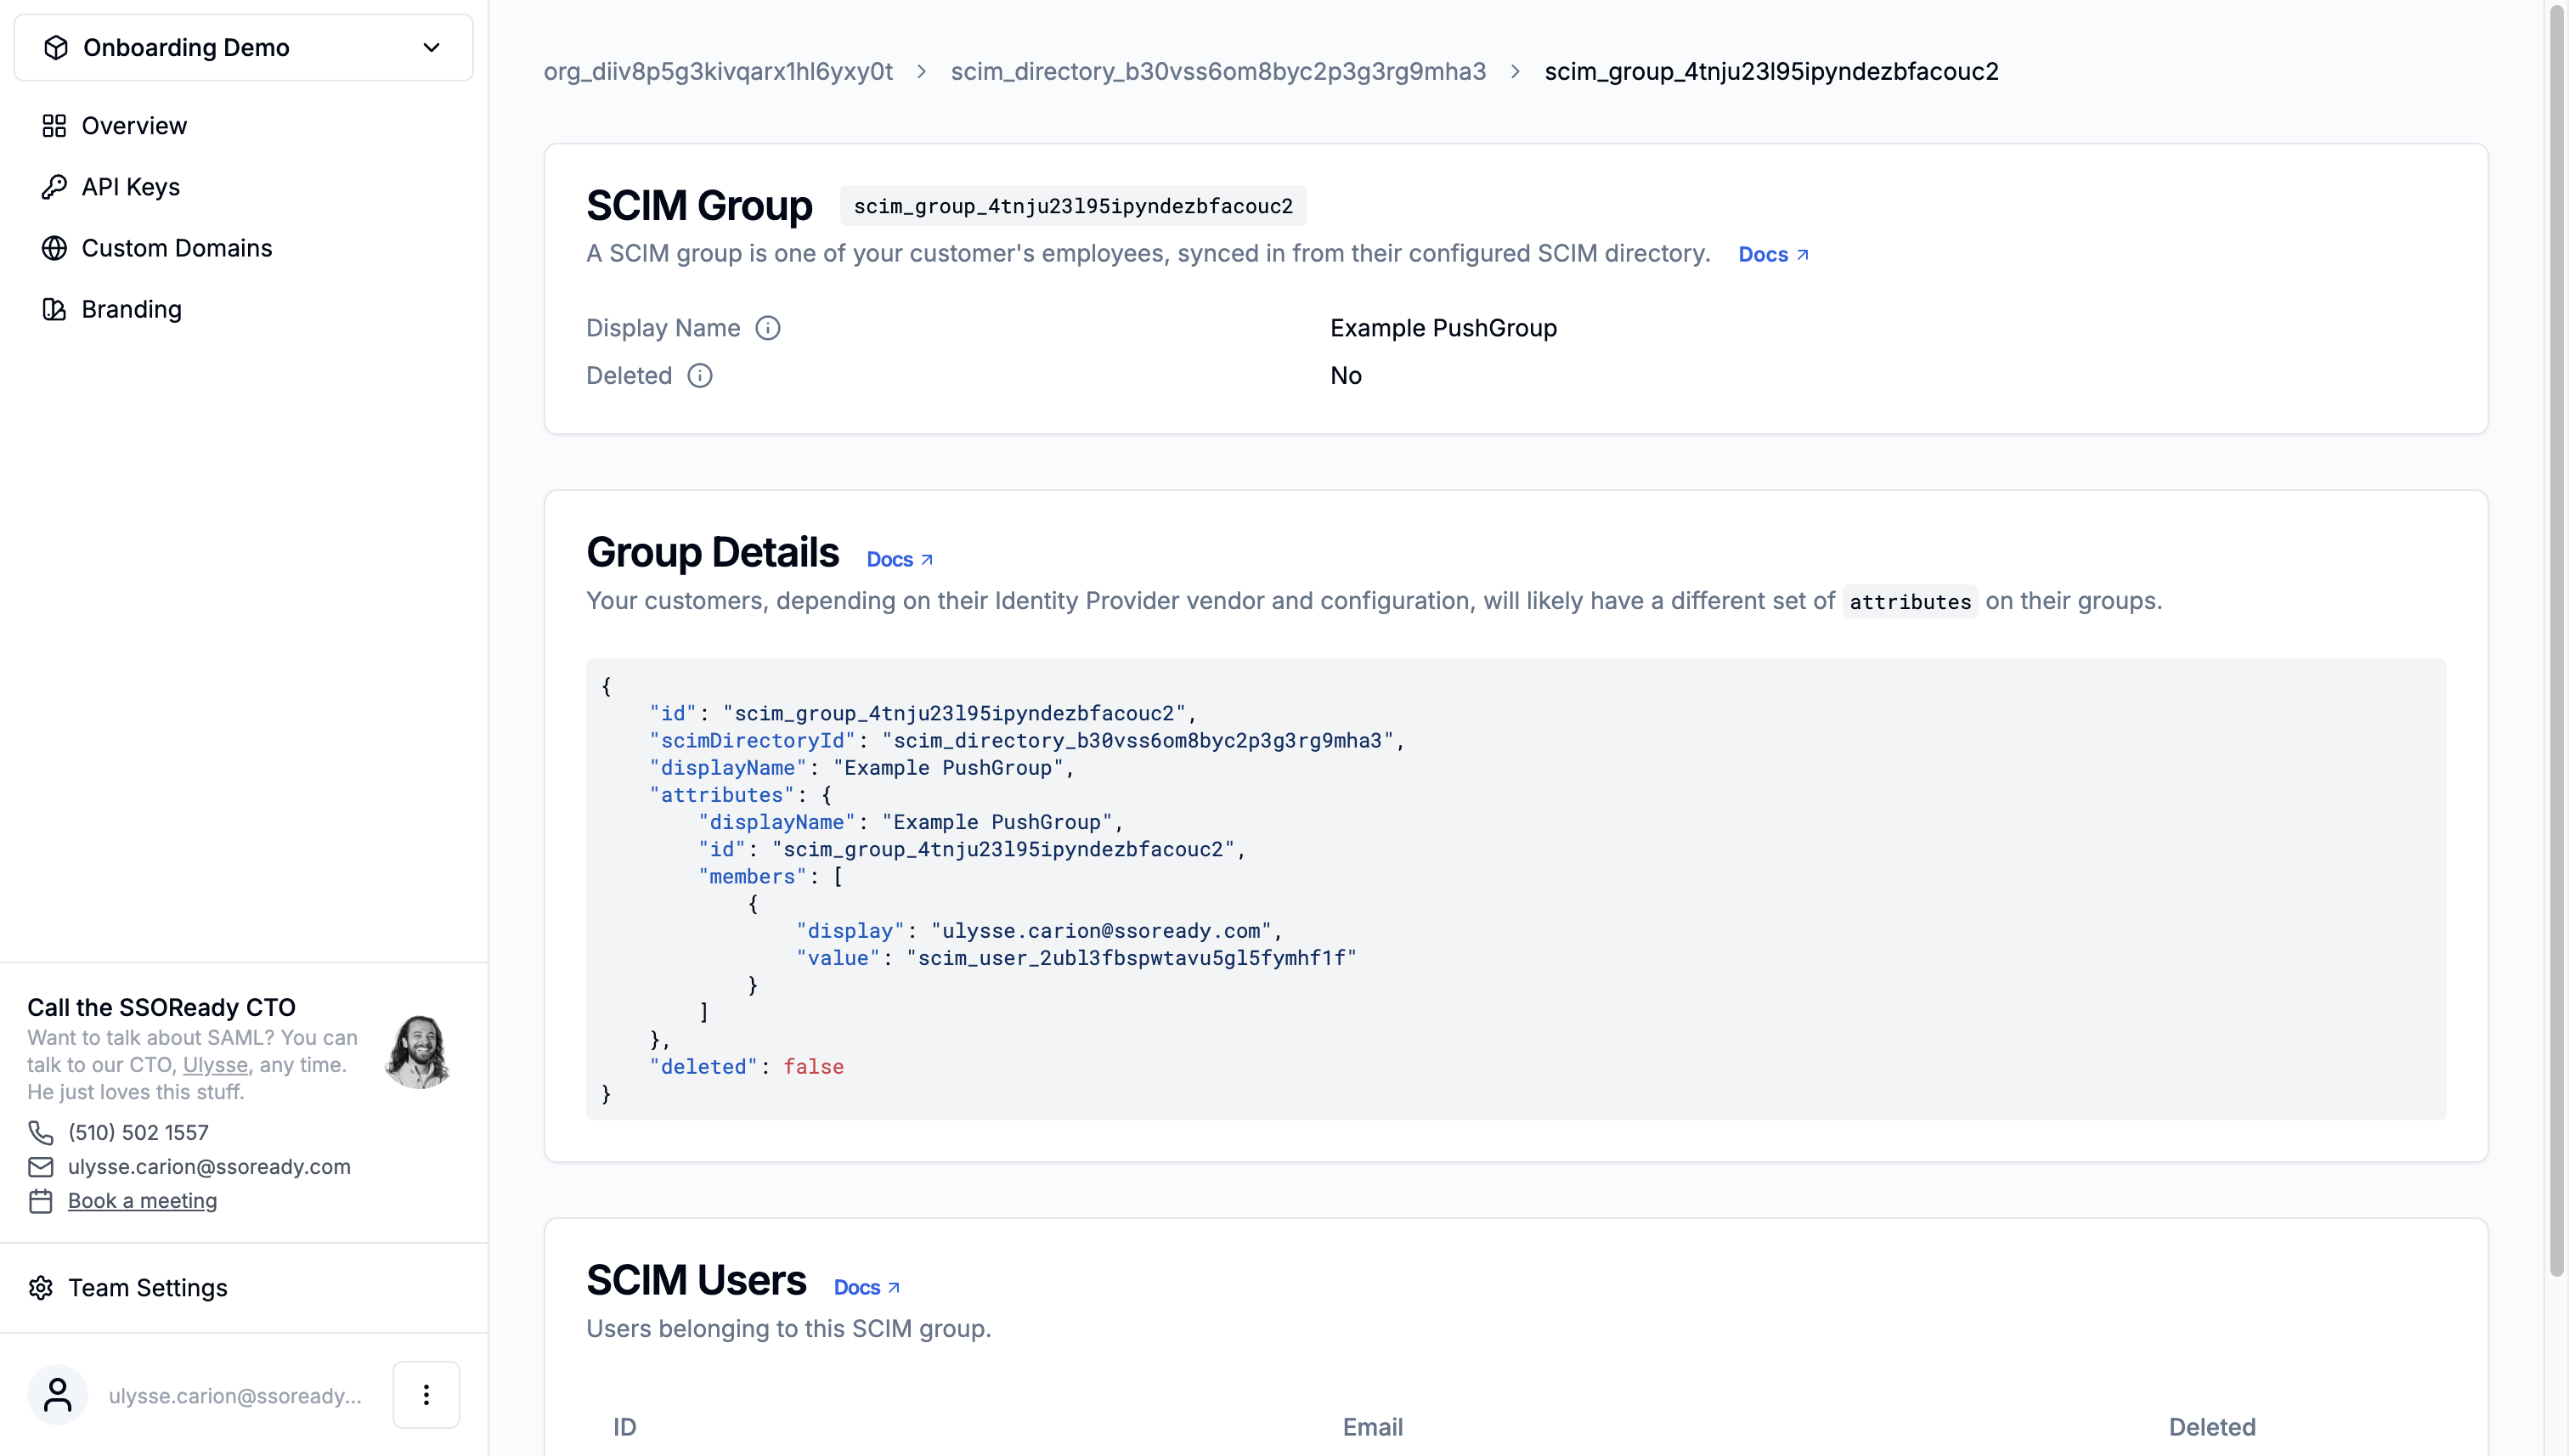 Onboarding Demo
Overview
API Keys
Custom Domains
Branding
Call the SSOReady CTO
Want to talk about SAML? You can
talk to our CTO, Ulysse, any time.
He just loves this stuff.
(510) 502 1557
ulysse.carion@ssoready.com
Book a meeting
Team Settings
ulysse.carion@ssoready...
org_diiv8p5g3kivqarx1hl6yxy0t > scim_directory_b30vss6om8byc2p3g3rg9mha3 > scim_group_4tnju23l95ipyndezbfacouc2
SCIM Group scim_group_4tnju23l95ipyndezbfacouc2
A SCIM group is one of your customer's employees, synced in from their configured SCIM directory. Docs
Display Name Example PushGroup
Deleted No
Group Details Docs
Your customers, depending on their Identity Provider vendor and configuration, will likely have a different set of attributes on their groups.
{
    "id": "scim_group_4tnju23l95ipyndezbfacouc2",
    "scimDirectoryId": "scim_directory_b30vss6om8byc2p3g3rg9mha3",
    "displayName": "Example PushGroup",
    "attributes": {
        "displayName": "Example PushGroup",
        "id": "scim_group_4tnju23l95ipyndezbfacouc2",
        "members": [
            {
                "display": "ulysse.carion@ssoready.com",
                "value": "scim_user_2ubl3fbspwtavu5gl5fymhf1f"
            }
        ]
    },
    "deleted": false
}
SCIM Users Docs
Users belonging to this SCIM group.
ID Email Deleted